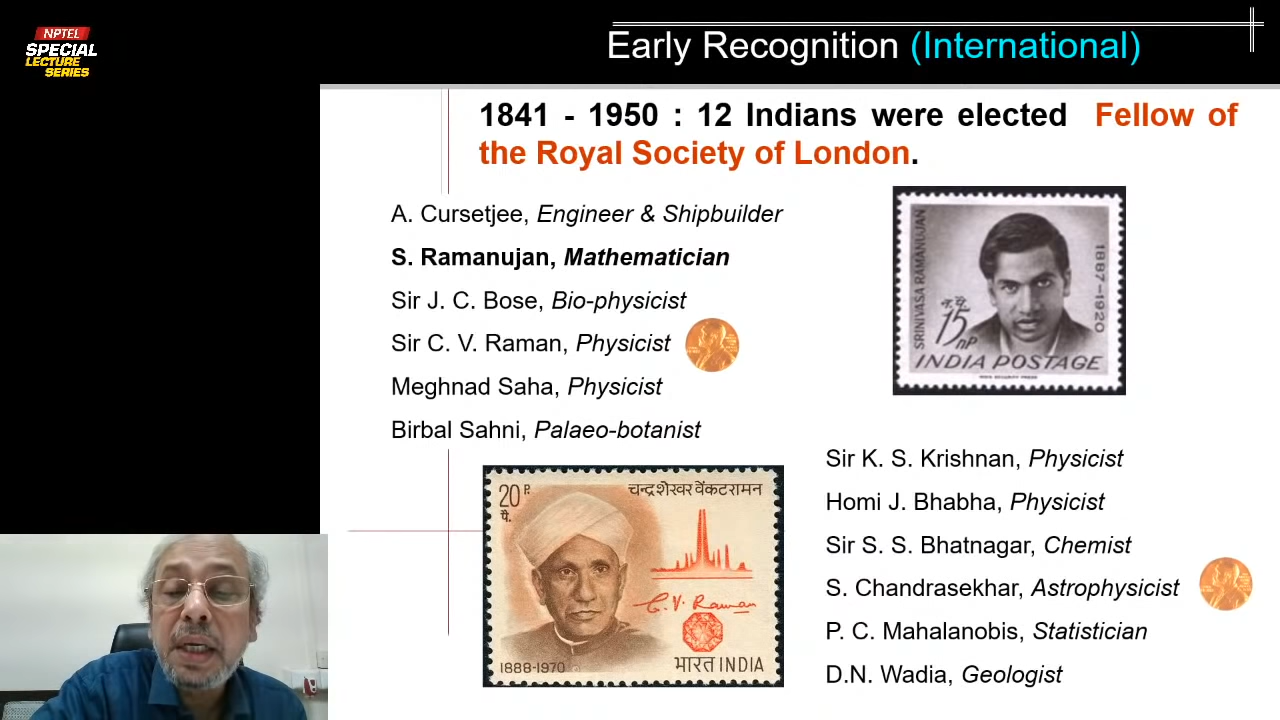 NPTEL
SPECIAL
LECTURE
SERIES
Early Recognition (International)
1841 - 1950 : 12 Indians were elected Fellow of
the Royal Society of London.
A. Cursetjee, Engineer & Shipbuilder
S. Ramanujan, Mathematician
Sir J. C. Bose, Bio-physicist
Sir C. V. Raman, Physicist
Meghnad Saha, Physicist
Birbal Sahni, Palaeo-botanist
SRINIVASA RAMANUJAN
1887-1920
न.पै.
15
nP
INDIA POSTAGE
20 P.
पै.
चन्द्रशेखर वेंकटरामन
C. V. Raman
1888-1970
भारत INDIA
Sir K. S. Krishnan, Physicist
Homi J. Bhabha, Physicist
Sir S. S. Bhatnagar, Chemist
S. Chandrasekhar, Astrophysicist
P. C. Mahalanobis, Statistician
D.N. Wadia, Geologist